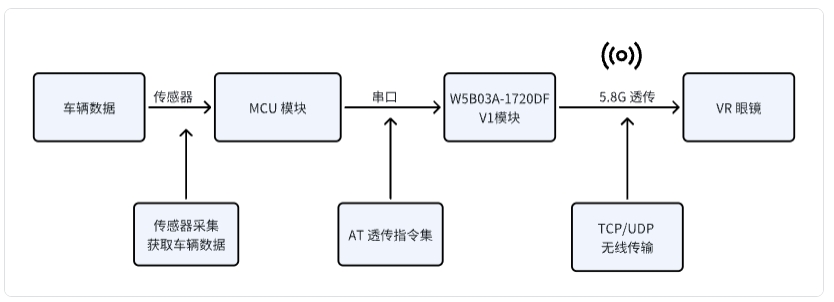 车辆数据
传感器
MCU 模块
串口
W5B03A-1720DF
V1模块
5.8G 透传
VR 眼镜
传感器采集
获取车辆数据
AT 透传指令集
TCP/UDP
无线传输